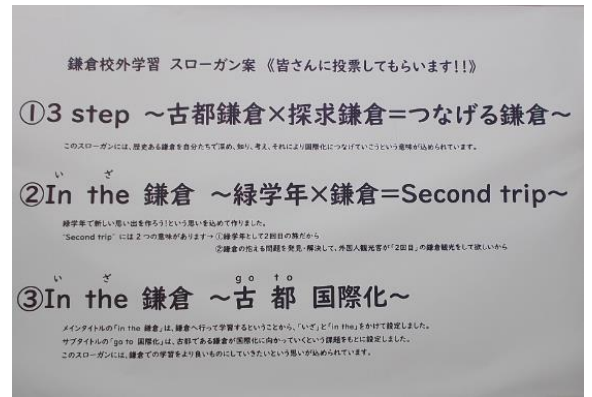 鎌倉校外学習 スローガン案 《皆さんに投票してもらいます!!》
①3 step ～古都鎌倉×探求鎌倉＝つなげる鎌倉～
このスローガンには、歴史ある鎌倉を自分たちで深め、知り、考え、それにより国際化につなげていこうという意味が込められています。
い ざ
②In the 鎌倉 ～緑学年×鎌倉＝Second trip～
緑学年で新しい思い出を作ろう!という思いを込めて作りました。
"Second trip" には２つの意味があります→①緑学年として2回目の旅だから
②鎌倉の抱える問題を発見・解決して、外国人観光客が "2回目" の鎌倉観光をして欲しいから
い ざ go to
③In the 鎌倉 ～古都 国際化～
メインタイトルの「in the 鎌倉」は、鎌倉へ行って学習するということから、「いざ」と「in the」をかけて設定しました。
サブタイトルの「go to 国際化」は、古都である鎌倉が国際化に向かっていくという課題をもとに設定しました。
このスローガンには、鎌倉での学習をより良いものにしていきたいという思いが込められています。